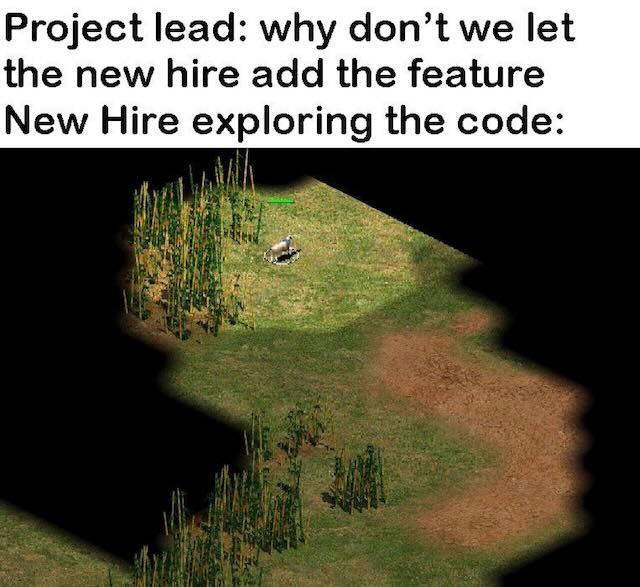 Project lead: why don’t we let
the new hire add the feature
New Hire exploring the code: